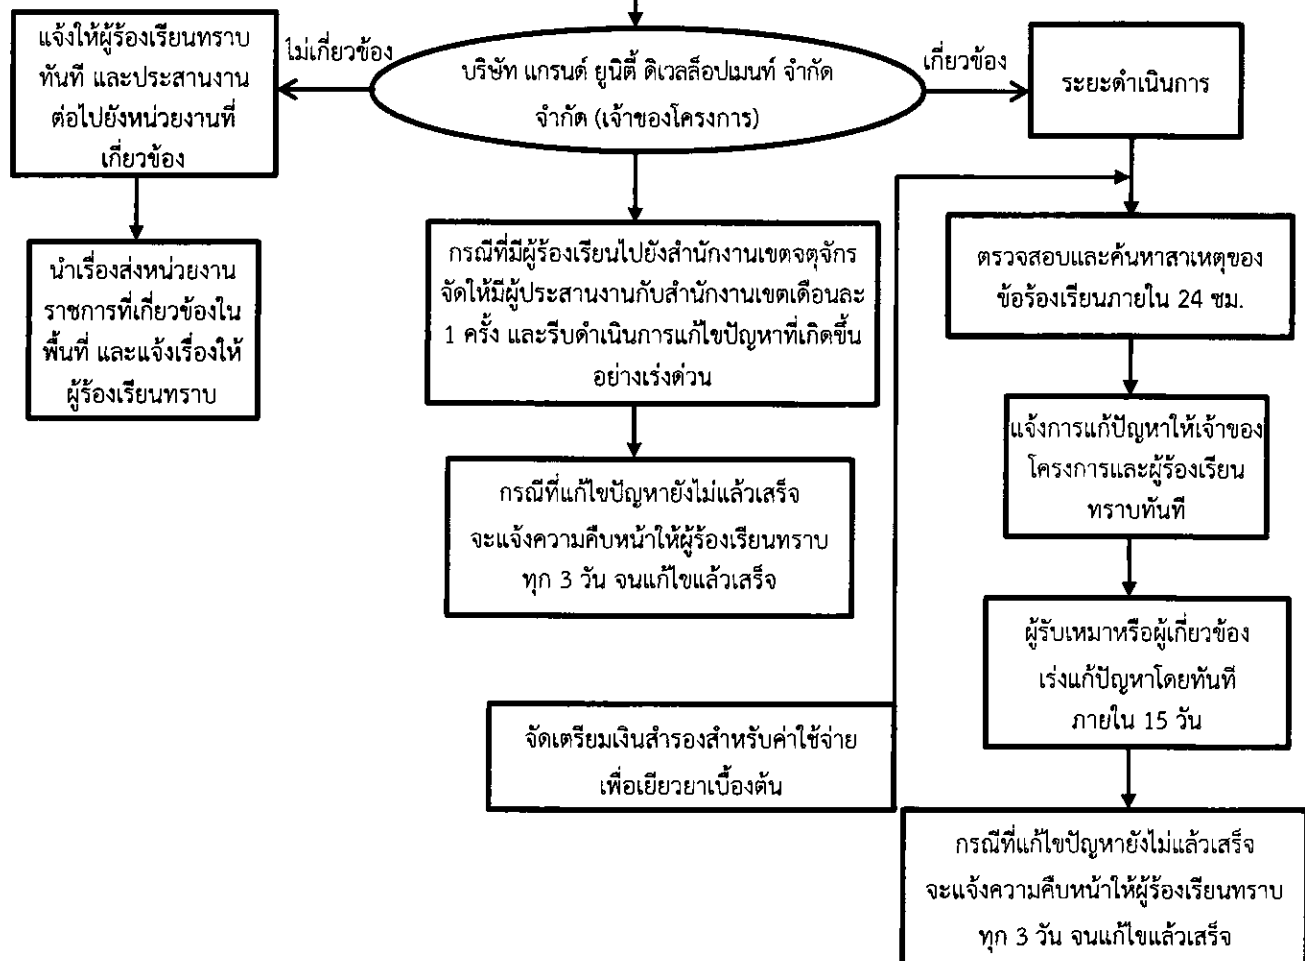 แจ้งให้ผู้ร้องเรียนทราบ
ทันที และประสานงาน
ต่อไปยังหน่วยงานที่
เกี่ยวข้อง
ไม่เกี่ยวข้อง
บริษัท แกรนด์ ยูนิตี้ ดิเวลล็อปเมนท์ จำกัด
จำกัด (เจ้าของโครงการ)
เกี่ยวข้อง
ระยะดำเนินการ
นำเรื่องส่งหน่วยงาน
ราชการที่เกี่ยวข้องใน
พื้นที่ และแจ้งเรื่องให้
ผู้ร้องเรียนทราบ
กรณีที่มีผู้ร้องเรียนไปยังสำนักงานเขตจตุจักร
จัดให้มีผู้ประสานงานกับสำนักงานเขตเดือนละ
1 ครั้ง และรีบดำเนินการแก้ไขปัญหาที่เกิดขึ้น
อย่างเร่งด่วน
ตรวจสอบและค้นหาสาเหตุของ
ข้อร้องเรียนภายใน 24 ชม.
แจ้งการแก้ปัญหาให้เจ้าของ
โครงการและผู้ร้องเรียน
ทราบทันที
กรณีที่แก้ไขปัญหายังไม่แล้วเสร็จ
จะแจ้งความคืบหน้าให้ผู้ร้องเรียนทราบ
ทุก 3 วัน จนแก้ไขแล้วเสร็จ
ผู้รับเหมาหรือผู้เกี่ยวข้อง
เร่งแก้ปัญหาโดยทันที
ภายใน 15 วัน
จัดเตรียมเงินสำรองสำหรับค่าใช้จ่าย
เพื่อเยียวยาเบื้องต้น
กรณีที่แก้ไขปัญหายังไม่แล้วเสร็จ
จะแจ้งความคืบหน้าให้ผู้ร้องเรียนทราบ
ทุก 3 วัน จนแก้ไขแล้วเสร็จ